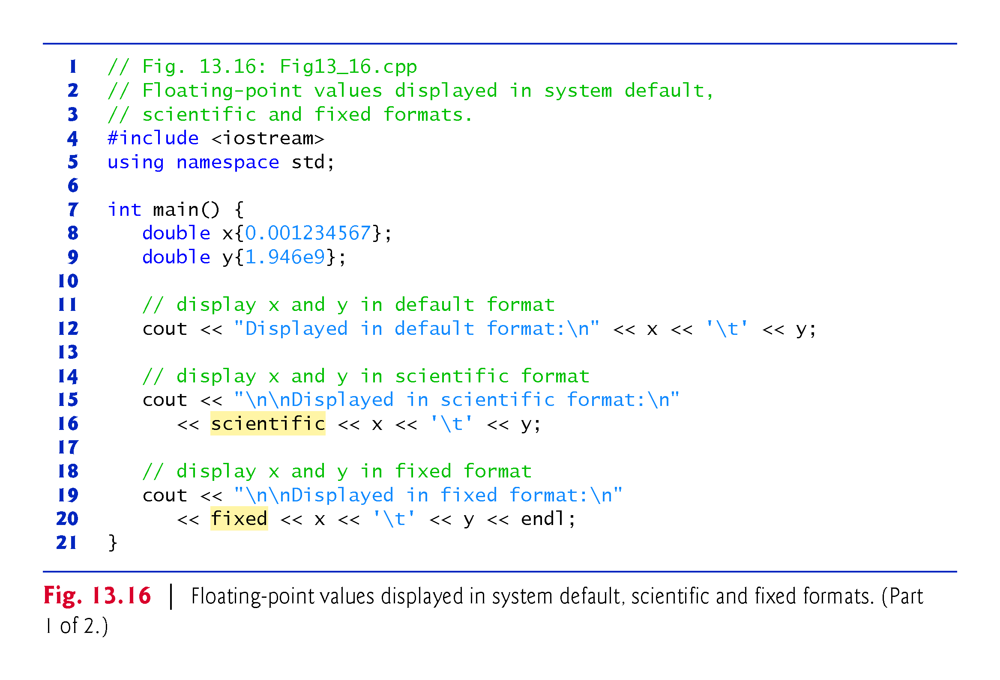 1 // Fig. 13.16: Fig13_16.cpp
2 // Floating-point values displayed in system default,
3 // scientific and fixed formats.
4 #include <iostream>
5 using namespace std;
6
7 int main() {
8    double x{0.001234567};
9    double y{1.946e9};
10
11    // display x and y in default format
12    cout << "Displayed in default format:\n" << x << '\t' << y;
13
14    // display x and y in scientific format
15    cout << "\n\nDisplayed in scientific format:\n"
16       << scientific << x << '\t' << y;
17
18    // display x and y in fixed format
19    cout << "\n\nDisplayed in fixed format:\n"
20       << fixed << x << '\t' << y << endl;
21 }
Fig. 13.16 | Floating-point values displayed in system default, scientific and fixed formats. (Part
1 of 2.)